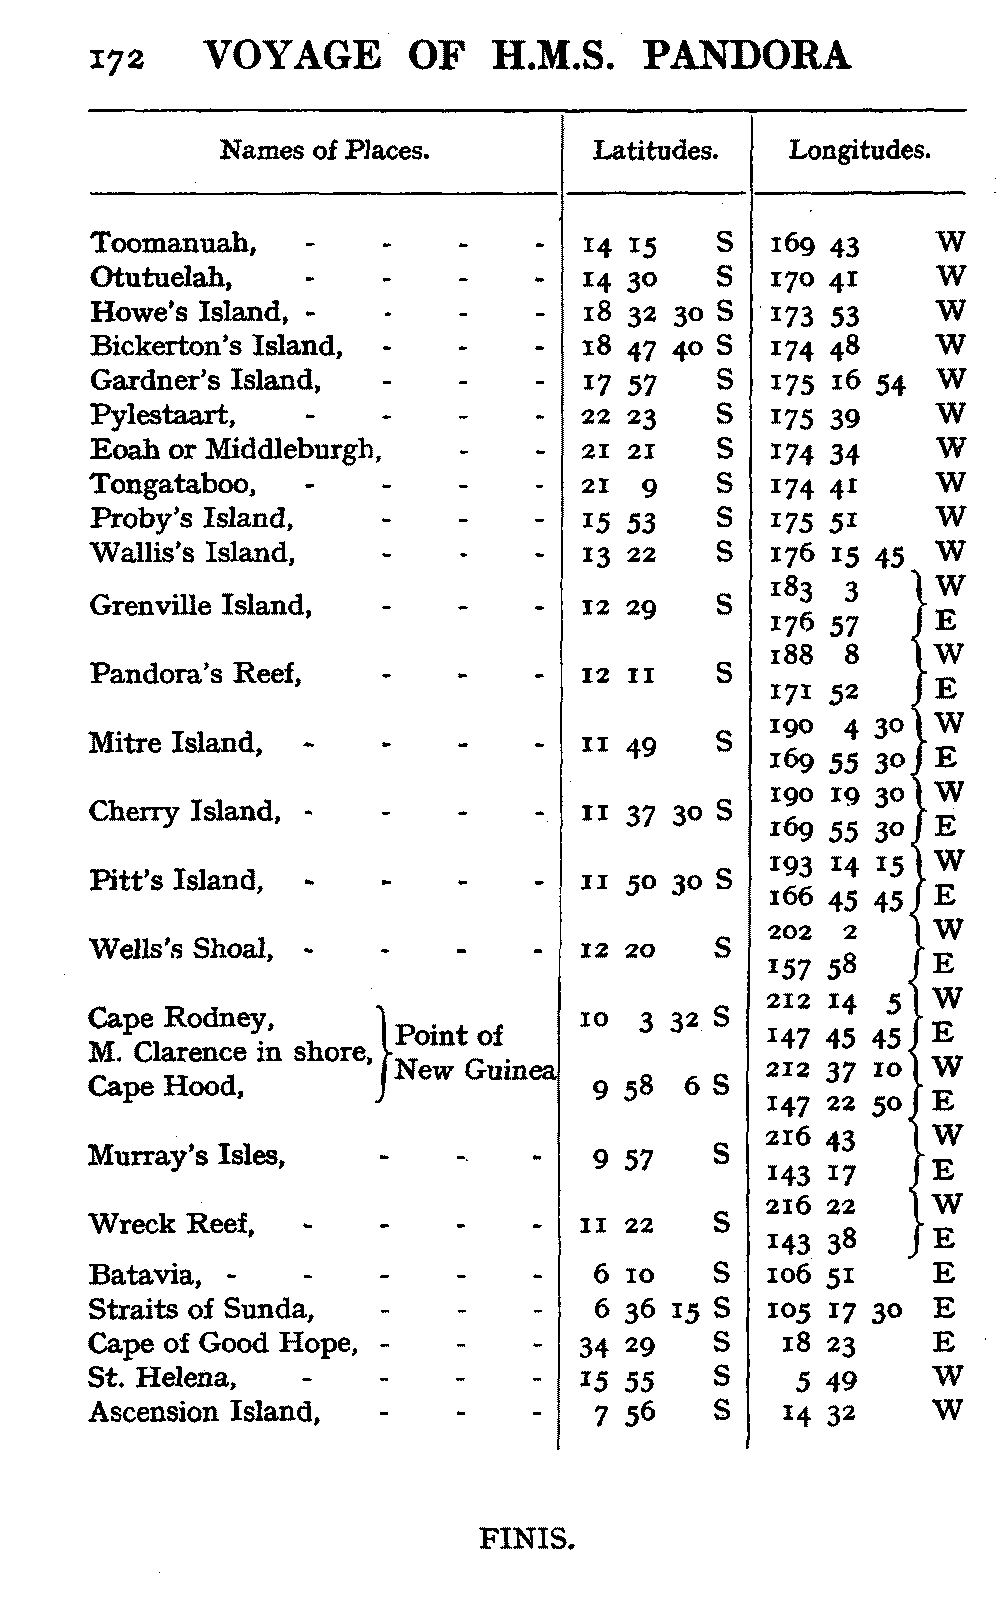 172 VOYAGE OF H.M.S. PANDORA
Names of Places. Latitudes. Longitudes.
Toomanuah, - - - - 14 15 S 169 43 W
Otutuelah, - - - - 14 30 S 170 41 W
Howe's Island, - - - - 18 32 30 S 173 53 W
Bickerton's Island, - - - 18 47 40 S 174 48 W
Gardner's Island, - - - 17 57 S 175 16 54 W
Pylestaart, - - - - 22 23 S 175 39 W
Eoah or Middleburgh, - - 21 21 S 174 34 W
Tongataboo, - - - - 21 9 S 174 41 W
Proby's Island, - - - 15 53 S 175 51 W
Wallis's Island, - - - 13 22 S 176 15 45 W
183 3 } W
Grenville Island, - - - 12 29 S
176 57 } E
188 8 } W
Pandora's Reef, - - - 12 11 S
171 52 } E
190 4 30 } W
Mitre Island, - - - - 11 49 S
169 55 30 } E
190 19 30 } W
Cherry Island, - - - - 11 37 30 S
169 55 30 } E
193 14 15 } W
Pitt's Island, - - - - 11 50 30 S
166 45 45 } E
202 2 } W
Wells's Shoal, - - - - 12 20 S
157 58 } E
212 14 5 } W
Cape Rodney, 10 3 32 S
147 45 45 } E
M. Clarence in shore, } Point of New Guinea
212 37 10 } W
Cape Hood, 9 58 6 S
147 22 50 } E
216 43 } W
Murray's Isles, - - - 9 57 S
143 17 } E
216 22 } W
Wreck Reef, - - - - 11 22 S
143 38 } E
Batavia, - - - - - 6 10 S 106 51 E
Straits of Sunda, - - - 6 36 15 S 105 17 30 E
Cape of Good Hope, - - - 34 29 S 18 23 E
St. Helena, - - - - 15 55 S 5 49 W
Ascension Island, - - - 7 56 S 14 32 W
FINIS.